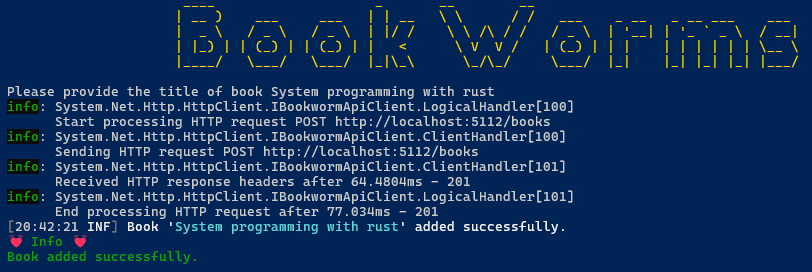 Book Worms
Please provide the title of book System programming with rust
info: System.Net.Http.HttpClient.IBookwormApiClient.LogicalHandler[100]
Start processing HTTP request POST http://localhost:5112/books
info: System.Net.Http.HttpClient.IBookwormApiClient.ClientHandler[100]
Sending HTTP request POST http://localhost:5112/books
info: System.Net.Http.HttpClient.IBookwormApiClient.ClientHandler[101]
Received HTTP response headers after 64.4804ms - 201
info: System.Net.Http.HttpClient.IBookwormApiClient.LogicalHandler[101]
End processing HTTP request after 77.034ms - 201
[20:42:21 INF] Book 'System programming with rust' added successfully.
Info
Book added successfully.